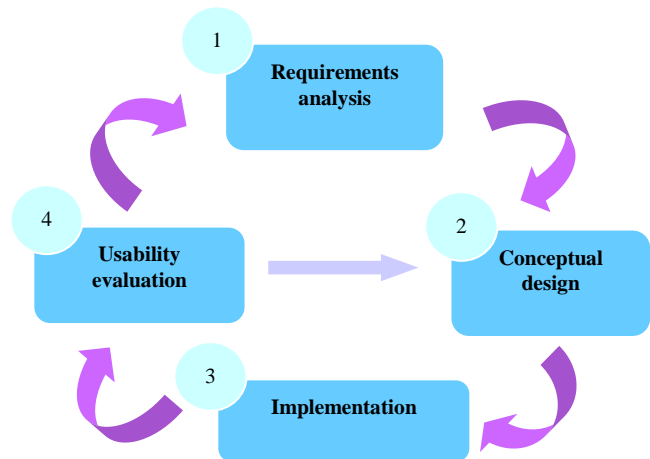 1
Requirements
analysis
2
Conceptual
design
3
Implementation
4
Usability
evaluation